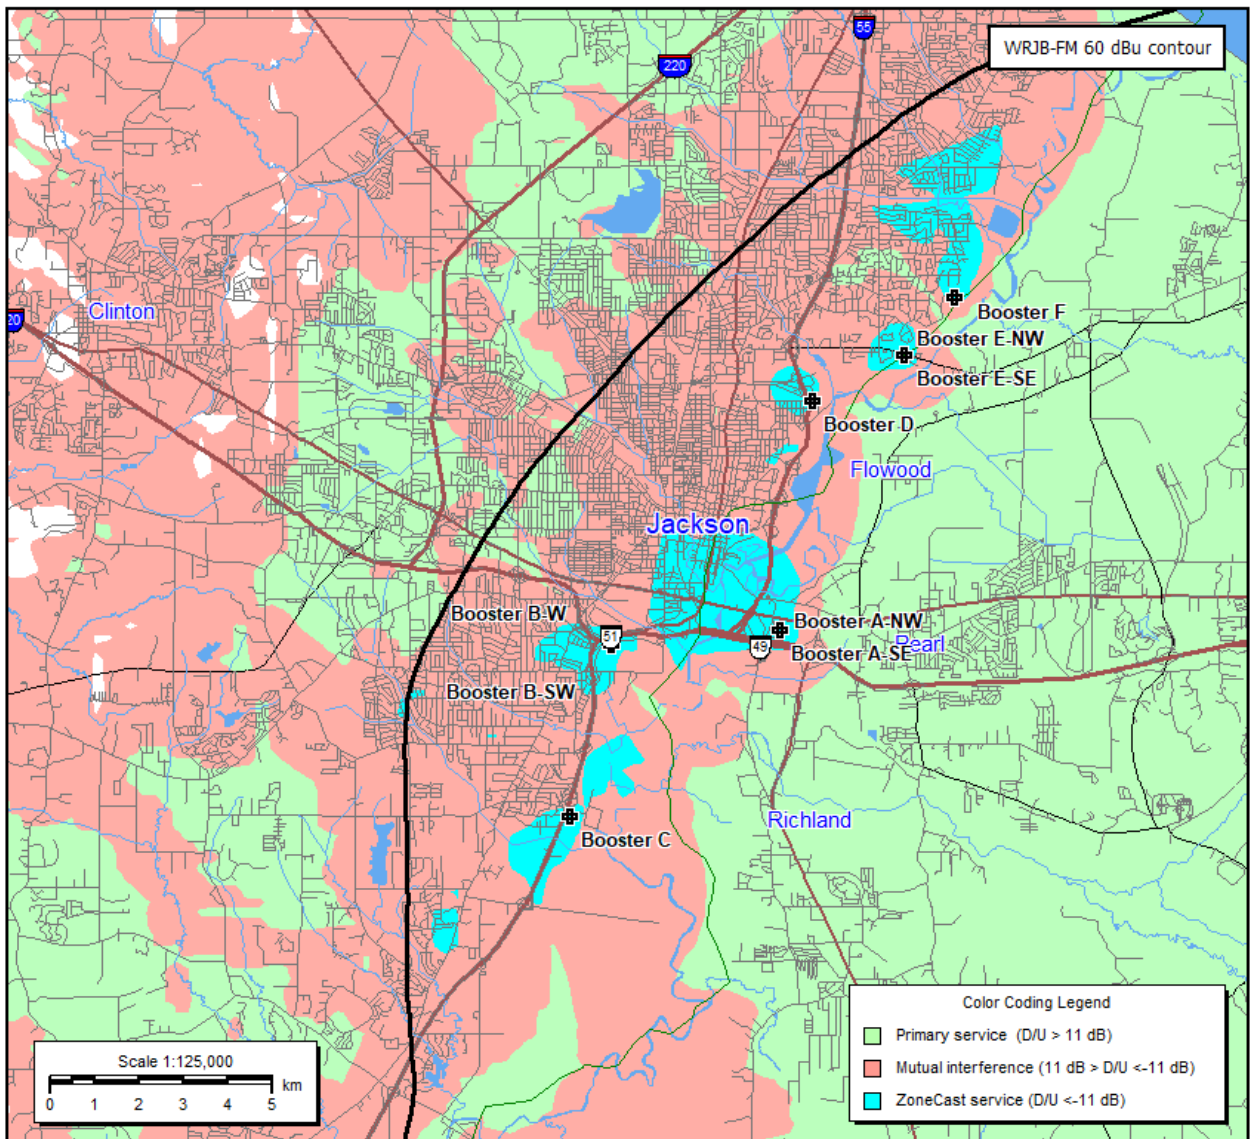 55
WRJB-FM 60 dBu contour
220
Clinton
20
Booster F
Booster E-NW
Booster E-SE
Booster D
Flowood
Jackson
Booster B-W
51
Booster A-NW
49
Pearl
Booster A-SE
Booster B-SW
Richland
Booster C
Color Coding Legend
Primary service (D/U > 11 dB)
Mutual interference (11 dB > D/U <-11 dB)
ZoneCast service (D/U <-11 dB)
Scale 1:125,000
km
0 1 2 3 4 5